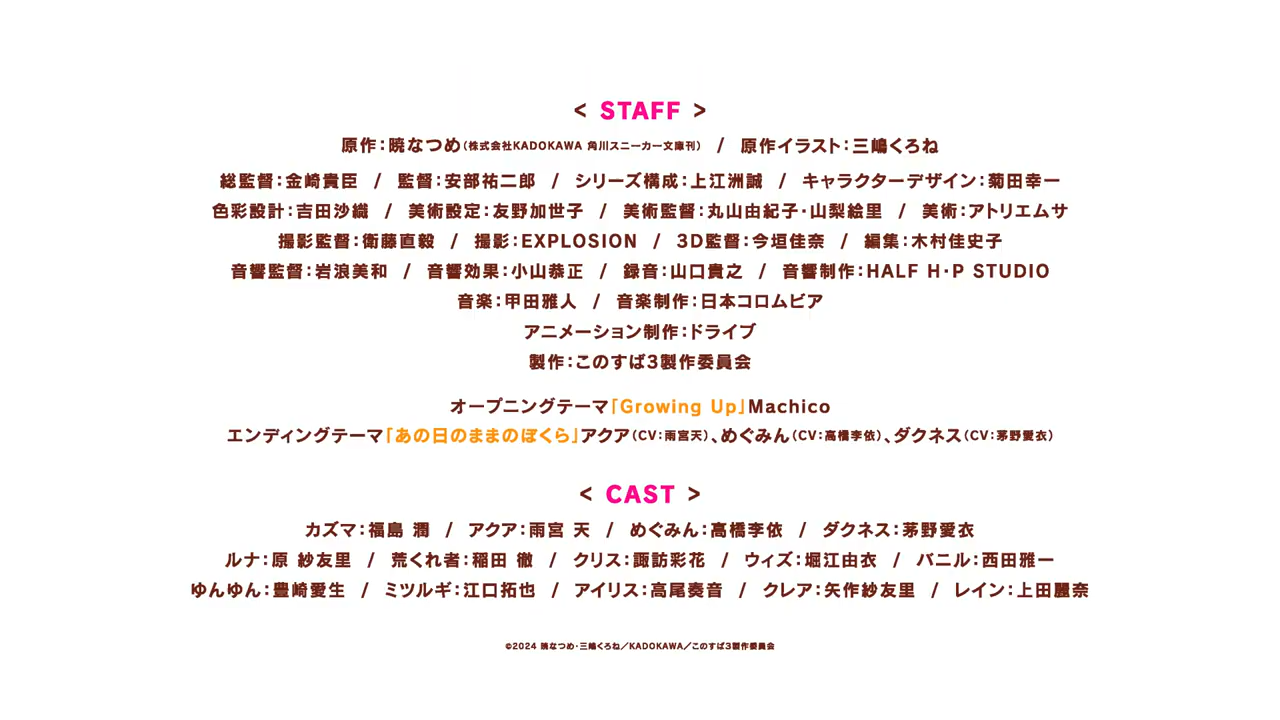 < STAFF >
原作：暁なつめ（株式会社KADOKAWA 角川スニーカー文庫刊） / 原作イラスト：三嶋くろね
総監督：金崎貴臣 / 監督：安部祐二郎 / シリーズ構成：上江洲誠 / キャラクターデザイン：菊田幸一
色彩設計：吉田沙織 / 美術設定：友野加世子 / 美術監督：丸山由紀子・山梨絵里 / 美術：アトリエムサ
撮影監督：衛藤直毅 / 撮影：EXPLOSION / 3D監督：今垣佳奈 / 編集：木村佳史子
音響監督：岩浪美和 / 音響効果：小山恭正 / 録音：山口貴之 / 音響制作：HALF H・P STUDIO
音楽：甲田雅人 / 音楽制作：日本コロムビア
アニメーション制作：ドライブ
製作：このすば3製作委員会
オープニングテーマ「Growing Up」Machico
エンディングテーマ「あの日のままのぼくら」アクア（CV：雨宮天）、めぐみん（CV：高橋李依）、ダクネス（CV：茅野愛衣）
< CAST >
カズマ：福島 潤 / アクア：雨宮 天 / めぐみん：高橋李依 / ダクネス：茅野愛衣
ルナ：原 紗友里 / 荒くれ者：稲田 徹 / クリス：諏訪彩花 / ウィズ：堀江由衣 / バニル：西田雅一
ゆんゆん：豊崎愛生 / ミツルギ：江口拓也 / アイリス：高尾奏音 / クレア：矢作紗友里 / レイン：上田麗奈
©2024 暁なつめ・三嶋くろね／KADOKAWA／このすば3製作委員会